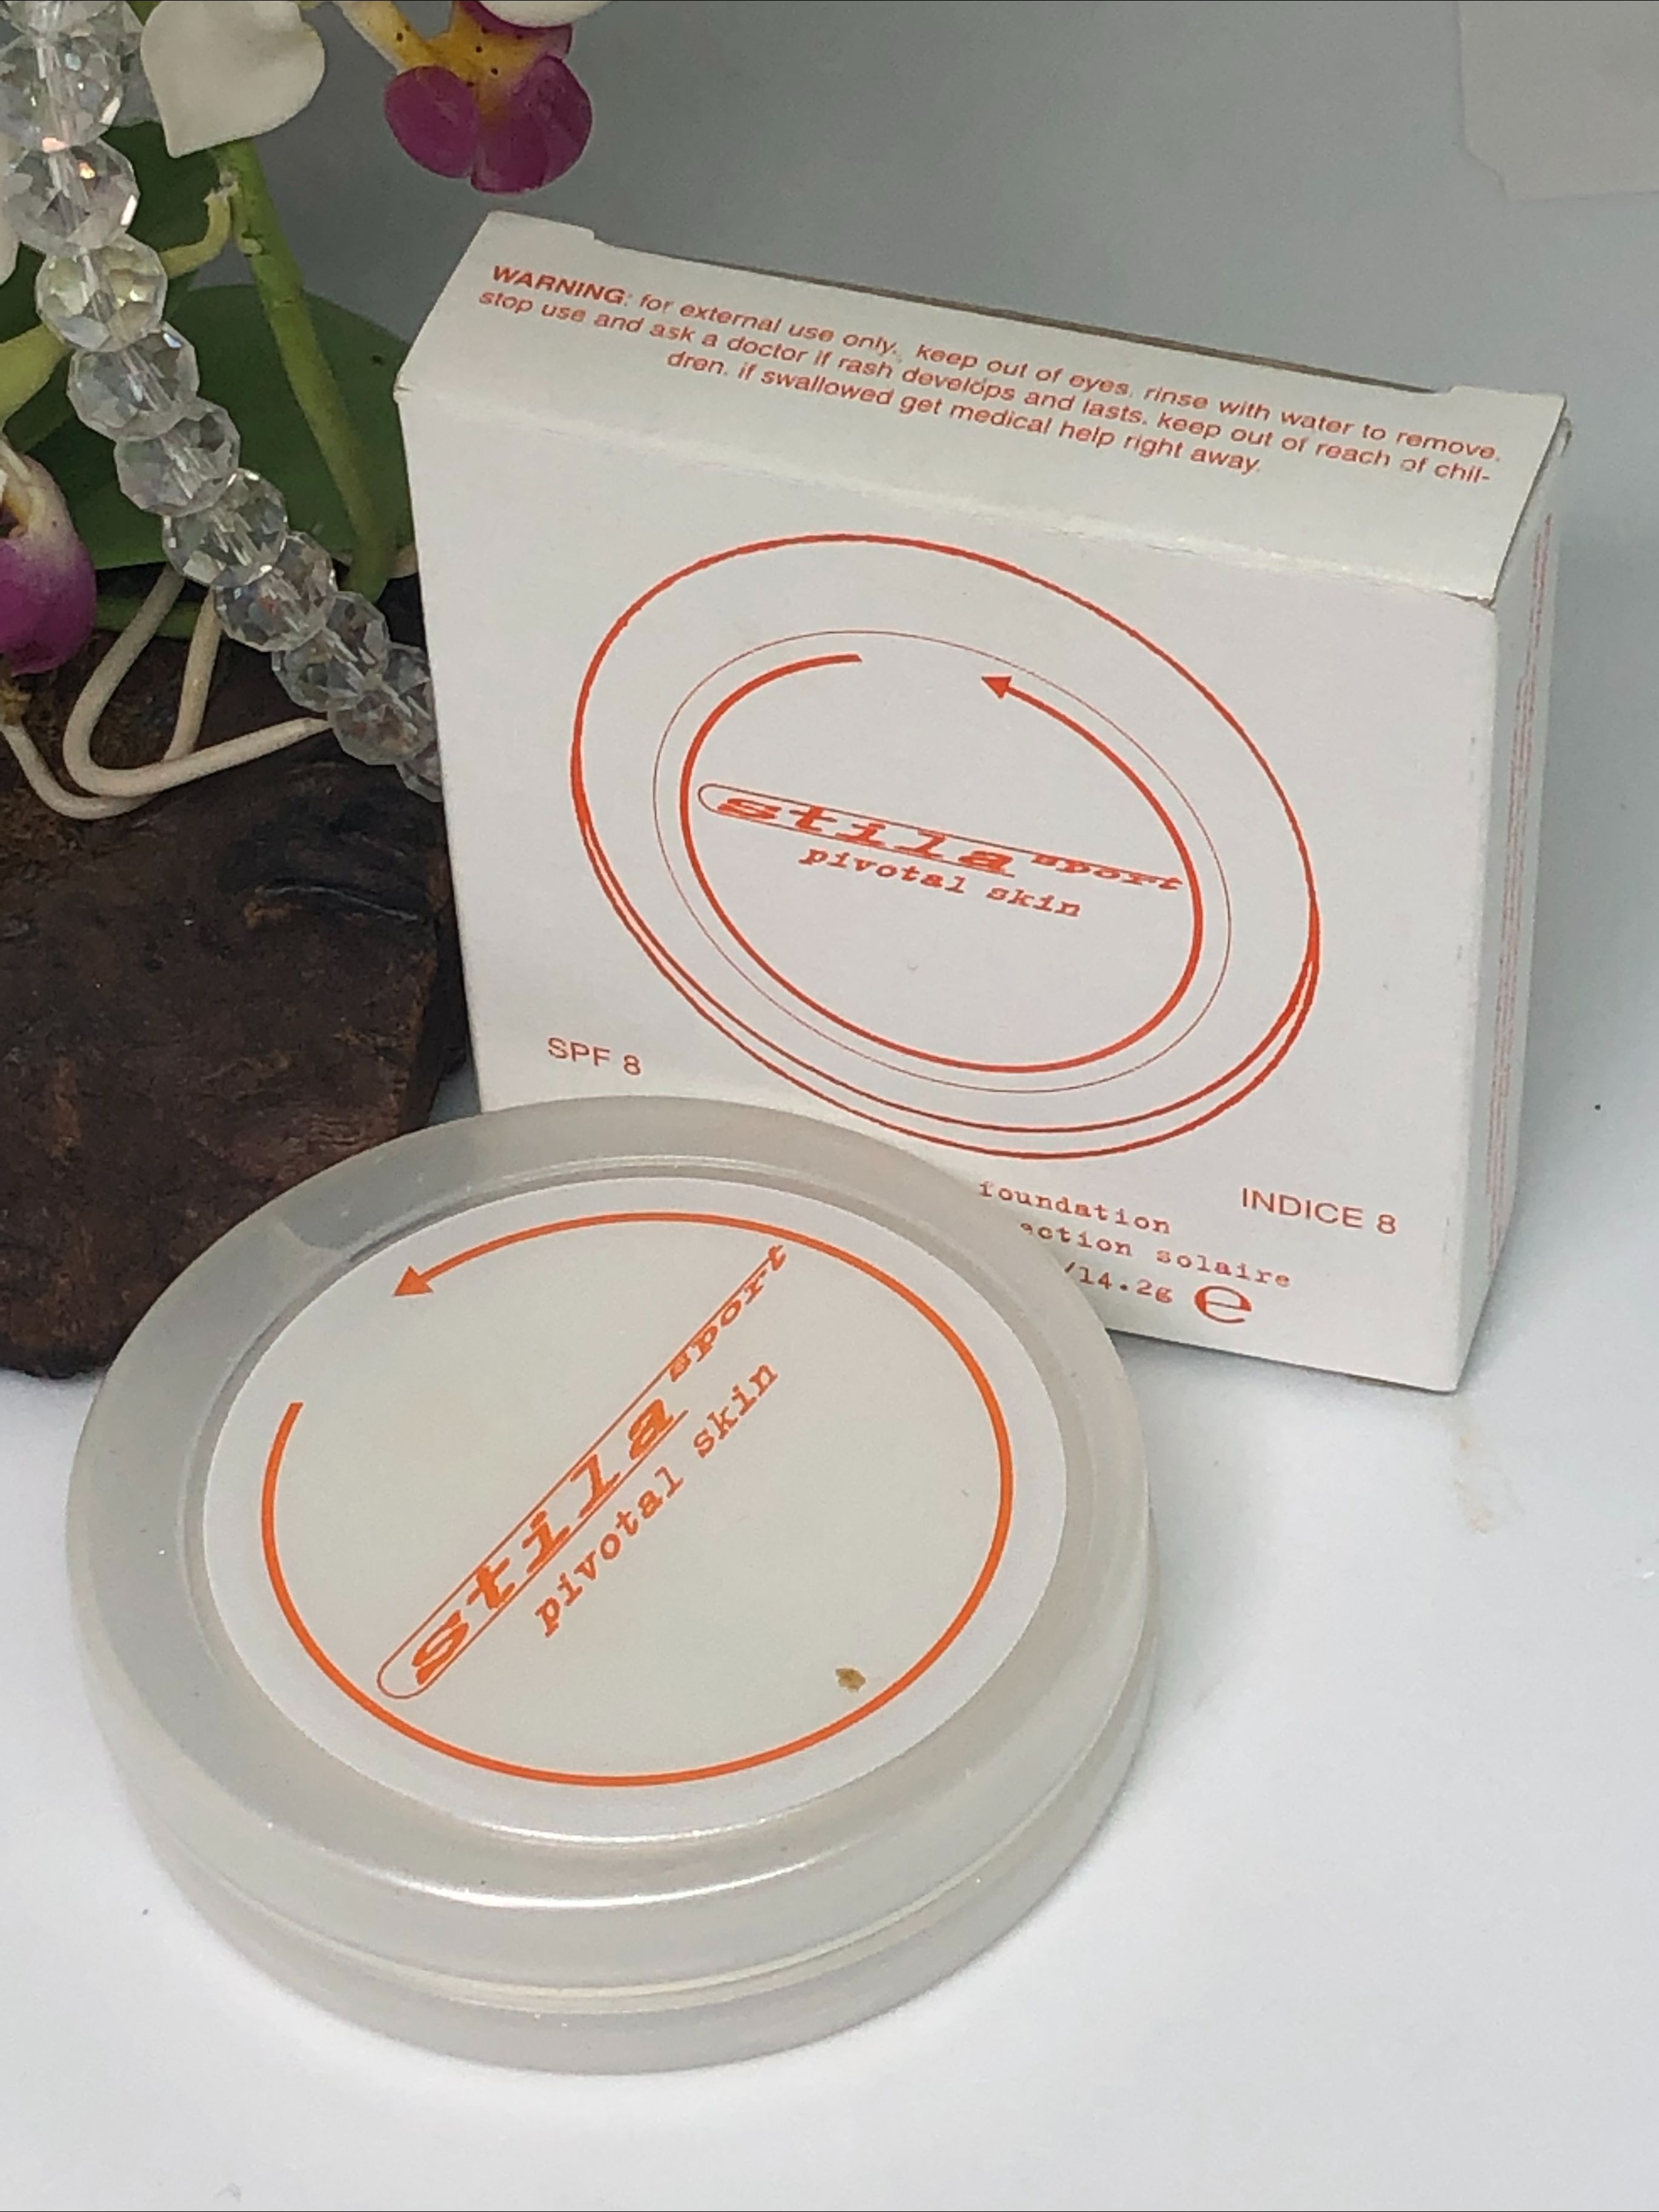 WARNING: for external use only. keep out of eyes. rinse with water to remove.
stop use and ask a doctor if rash develops and lasts. keep out of reach of chil-
dren. if swallowed get medical help right away.
stila sport
pivotal skin
SPF 8
INDICE 8
foundation
ction solaire
/14.2g e
stila sport
pivotal skin